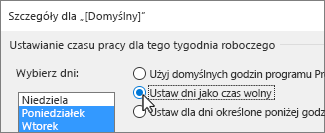 Szczegóły dla „[Domyślny]”
Ustawianie czasu pracy dla tego tygodnia roboczego
Wybierz dni:
Użyj domyślnych godzin programu
Niedziela
Poniedziałek
Wtorek
Ustaw dni jako czas wolny
Ustaw dla dni określone poniżej